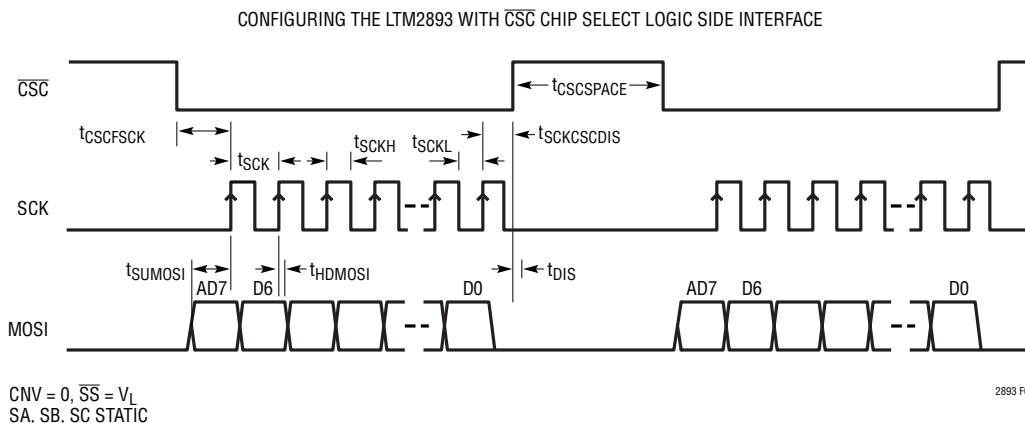 CONFIGURING THE LTM2893 WITH CSC CHIP SELECT LOGIC SIDE INTERFACE
CSC
tCSCSPACE
tCSCFSCK
tSCK
tSCKH
tSCKL
tSCKCSCDIS
SCK
tSUMOSI
tHDMOSI
tDIS
AD7 D6 D0 AD7 D6 D0
MOSI
CNV = 0, SS = VL
SA, SB, SC STATIC
2893